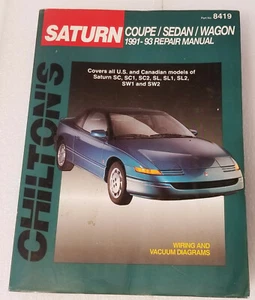 Part No. 8419
SATURN COUPE / SEDAN / WAGON
1991-93 REPAIR MANUAL
Covers all U.S. and Canadian models of
Saturn SC, SC1, SC2, SL, SL1, SL2,
SW1 and SW2
CHILTON'S
WIRING AND
VACUUM DIAGRAMS